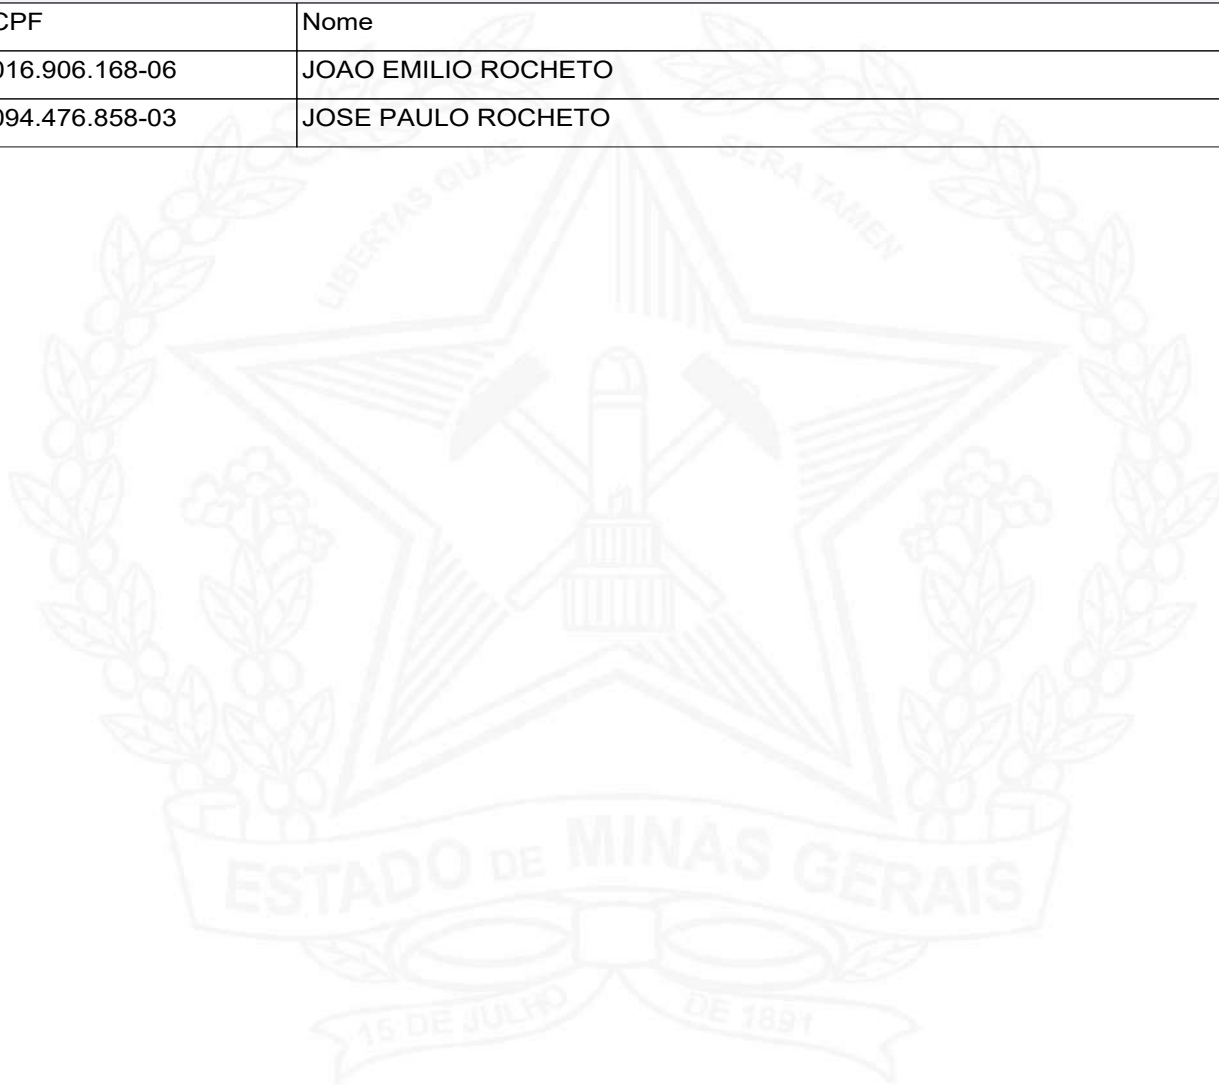 CPF Nome
016.906.168-06 JOAO EMILIO ROCHETO
094.476.858-03 JOSE PAULO ROCHETO
LIBERTAS QUAE SERA TAMEN
ESTADO DE MINAS GERAIS
15 DE JULHO DE 1891